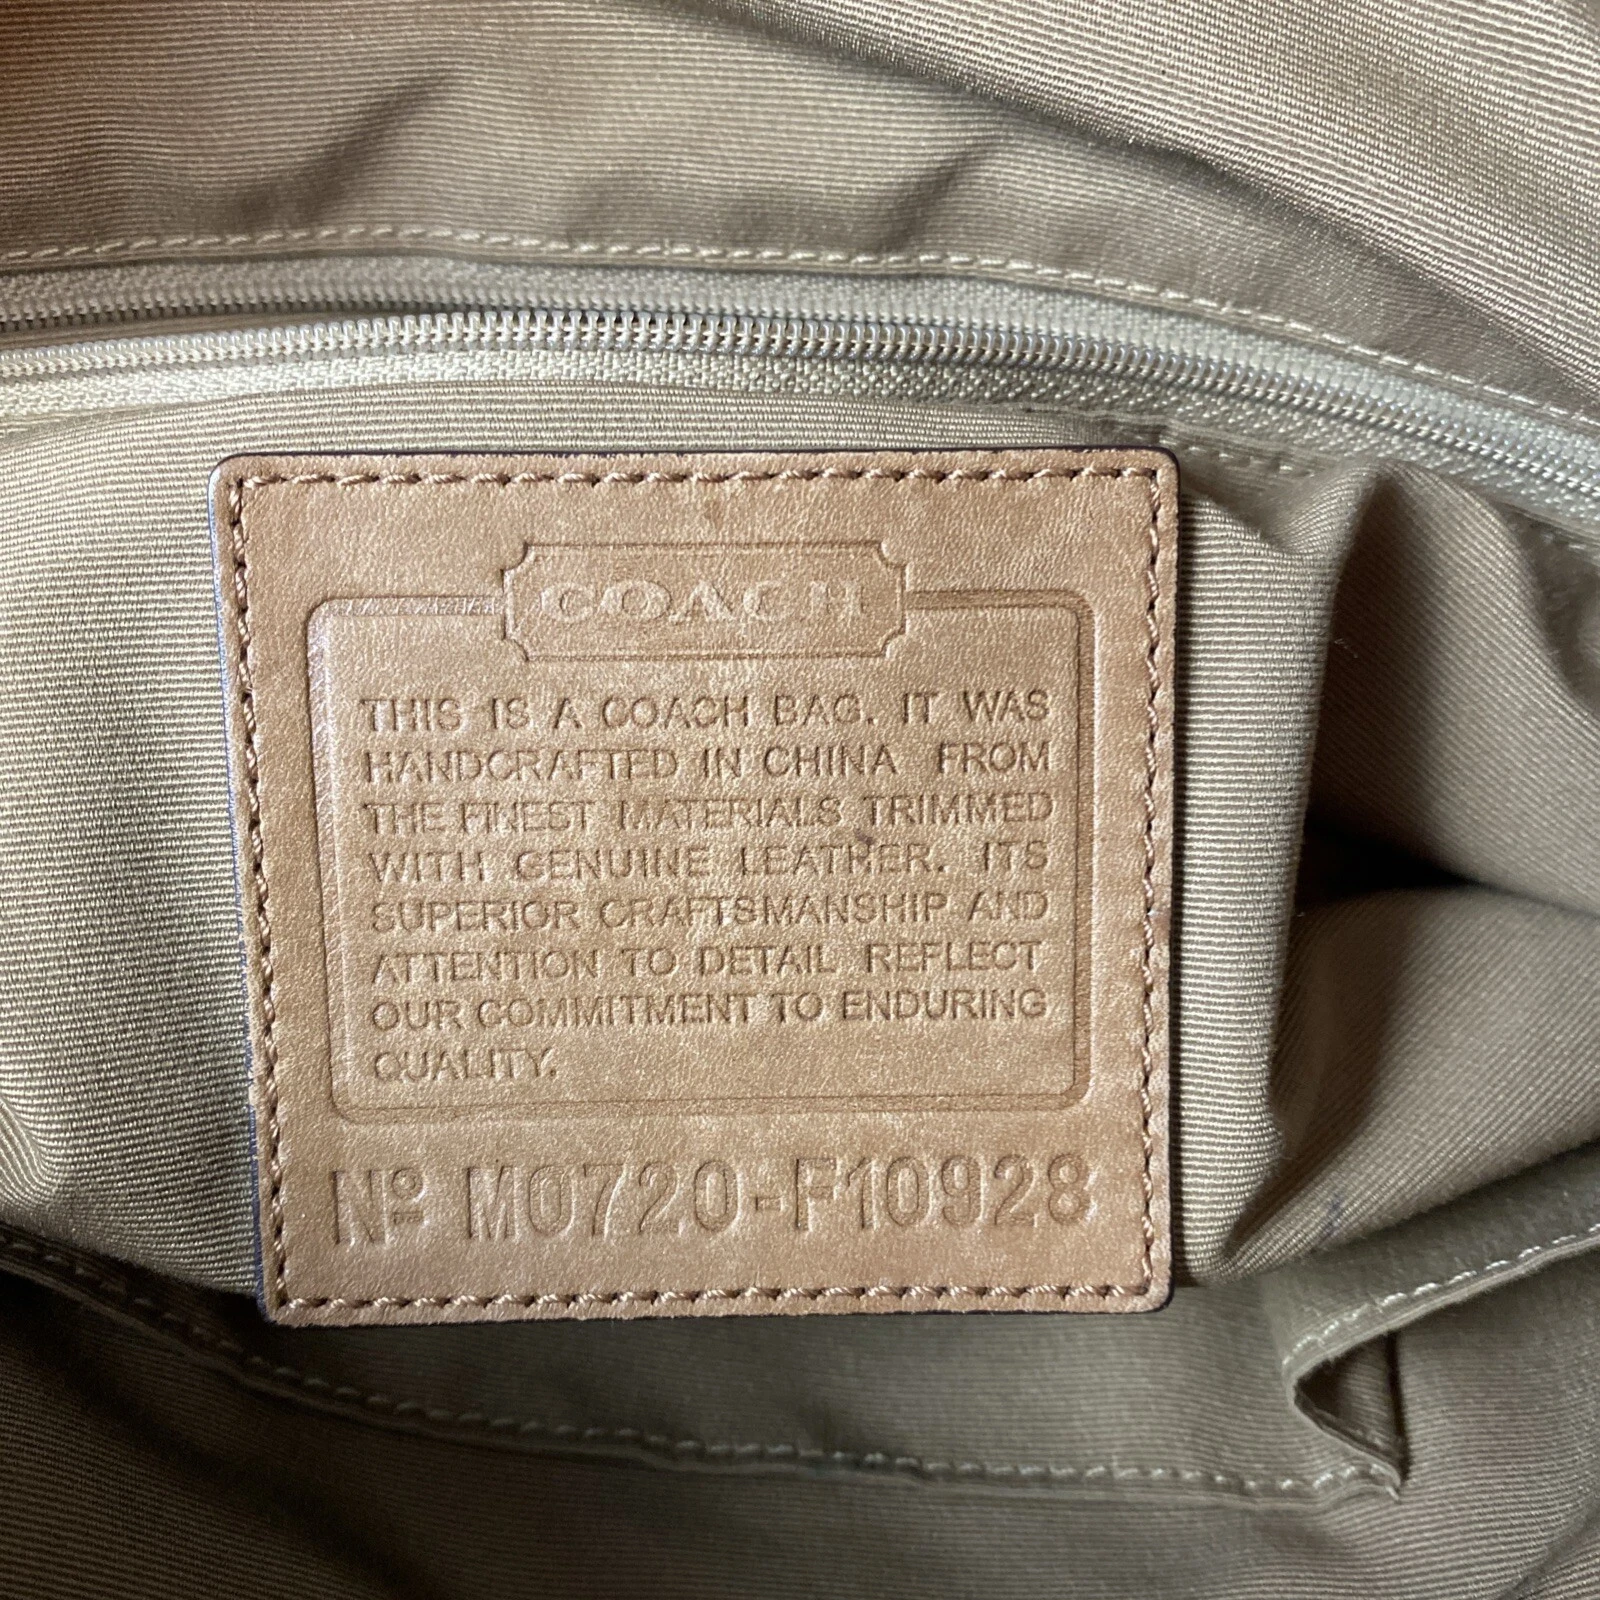 COACH
THIS IS A COACH BAG. IT WAS
HANDCRAFTED IN CHINA FROM
THE FINEST MATERIALS TRIMMED
WITH GENUINE LEATHER. ITS
SUPERIOR CRAFTSMANSHIP AND
ATTENTION TO DETAIL REFLECT
OUR COMMITMENT TO ENDURING
QUALITY.
Nº M0720-F10928